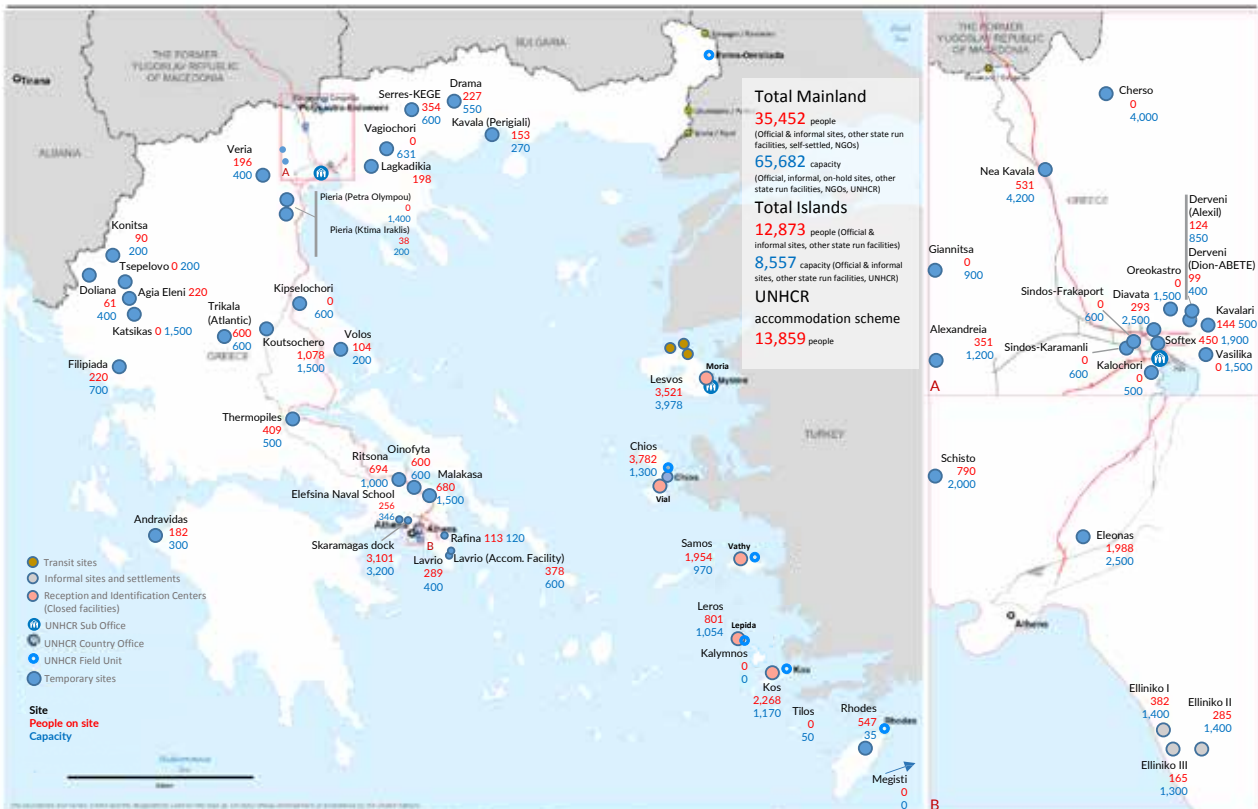 THE FORMER
YUGOSLAV REPUBLIC
OF MACEDONIA
BULGARIA
Tirana
ALBANIA
GREECE
TURKEY
Drama
227
550
Serres-KEGE
354
600
Kavala (Perigiali)
153
270
Vagiochori
0
631
Lagkadikia
198
Veria
196
400
A
Pieria (Petra Olympou)
0
1,400
Pieria (Ktima Iraklis)
38
200
Konitsa
90
200
Tsepelovo 0 200
Doliana
61
400
Agia Eleni 220
Katsikas 0 1,500
Kipselochori
0
600
Trikala
(Atlantic)
600
600
Koutsochero
1,078
1,500
Volos
104
200
Filipiada
220
700
Thermopiles
409
500
Ritsona
694
1,000
Oinofyta
600
600
Malakasa
680
1,500
Elefsina Naval School
256
346
Athens
B
Andravidas
182
300
Skaramagas dock
3,101
3,200
Rafina 113 120
Lavrio
289
400
Lavrio (Accom. Facility)
378
600
Total Mainland
35,452 people
(Official & informal sites, other state run
facilities, self-settled, NGOs)
65,682 capacity
(Official, informal, on-hold sites, other
state run facilities, NGOs, UNHCR)
Total Islands
12,873 people (Official &
informal sites, other state run facilities)
8,557 capacity (Official & informal
sites, other state run facilities, UNHCR)
UNHCR
accommodation scheme
13,859 people
Moria
Lesvos
3,521
3,978
Chios
3,782
1,300
Chios
Vial
Samos
1,954
970
Vathy
Leros
801
1,054
Lepida
Kalymnos
0
0
Kos
Kos
2,268
1,170
Tilos
0
50
Rhodes
547
35
Rhodes
Megisti
0
0
Transit sites
Informal sites and settlements
Reception and Identification Centers
(Closed facilities)
UNHCR Sub Office
UNHCR Country Office
UNHCR Field Unit
Temporary sites
Site
People on site
Capacity
THE FORMER
YUGOSLAV REPUBLIC
OF MACEDONIA
Cherso
0
4,000
Nea Kavala
531
4,200
GREECE
Derveni
(Alexil)
124
850
Derveni
(Dion-ABETE)
99
400
Giannitsa
0
900
Oreokastro
0
1,500
Sindos-Frakaport
0
600
Diavata
293
2,500
Kavalari
144 500
Alexandreia
351
1,200
Sindos-Karamanli
0
600
Softex 450 1,900
Vasilika
0 1,500
Kalochori
0
500
A
Schisto
790
2,000
Eleonas
1,988
2,500
Athens
Elliniko I
382
1,400
Elliniko II
285
1,400
Elliniko III
165
1,300
B